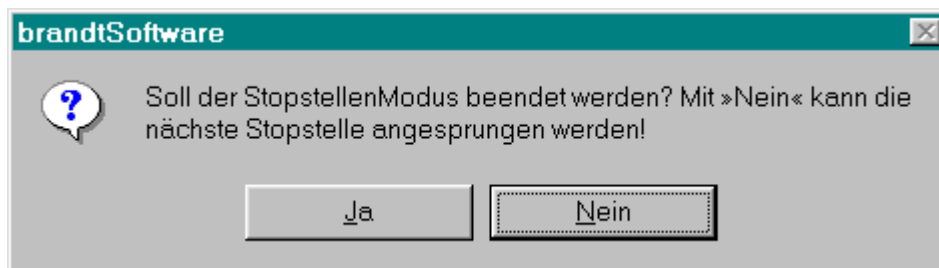 brandtSoftware
Soll der StopstellenModus beendet werden? Mit »Nein« kann die
nächste Stopstelle angesprungen werden!
Ja
Nein